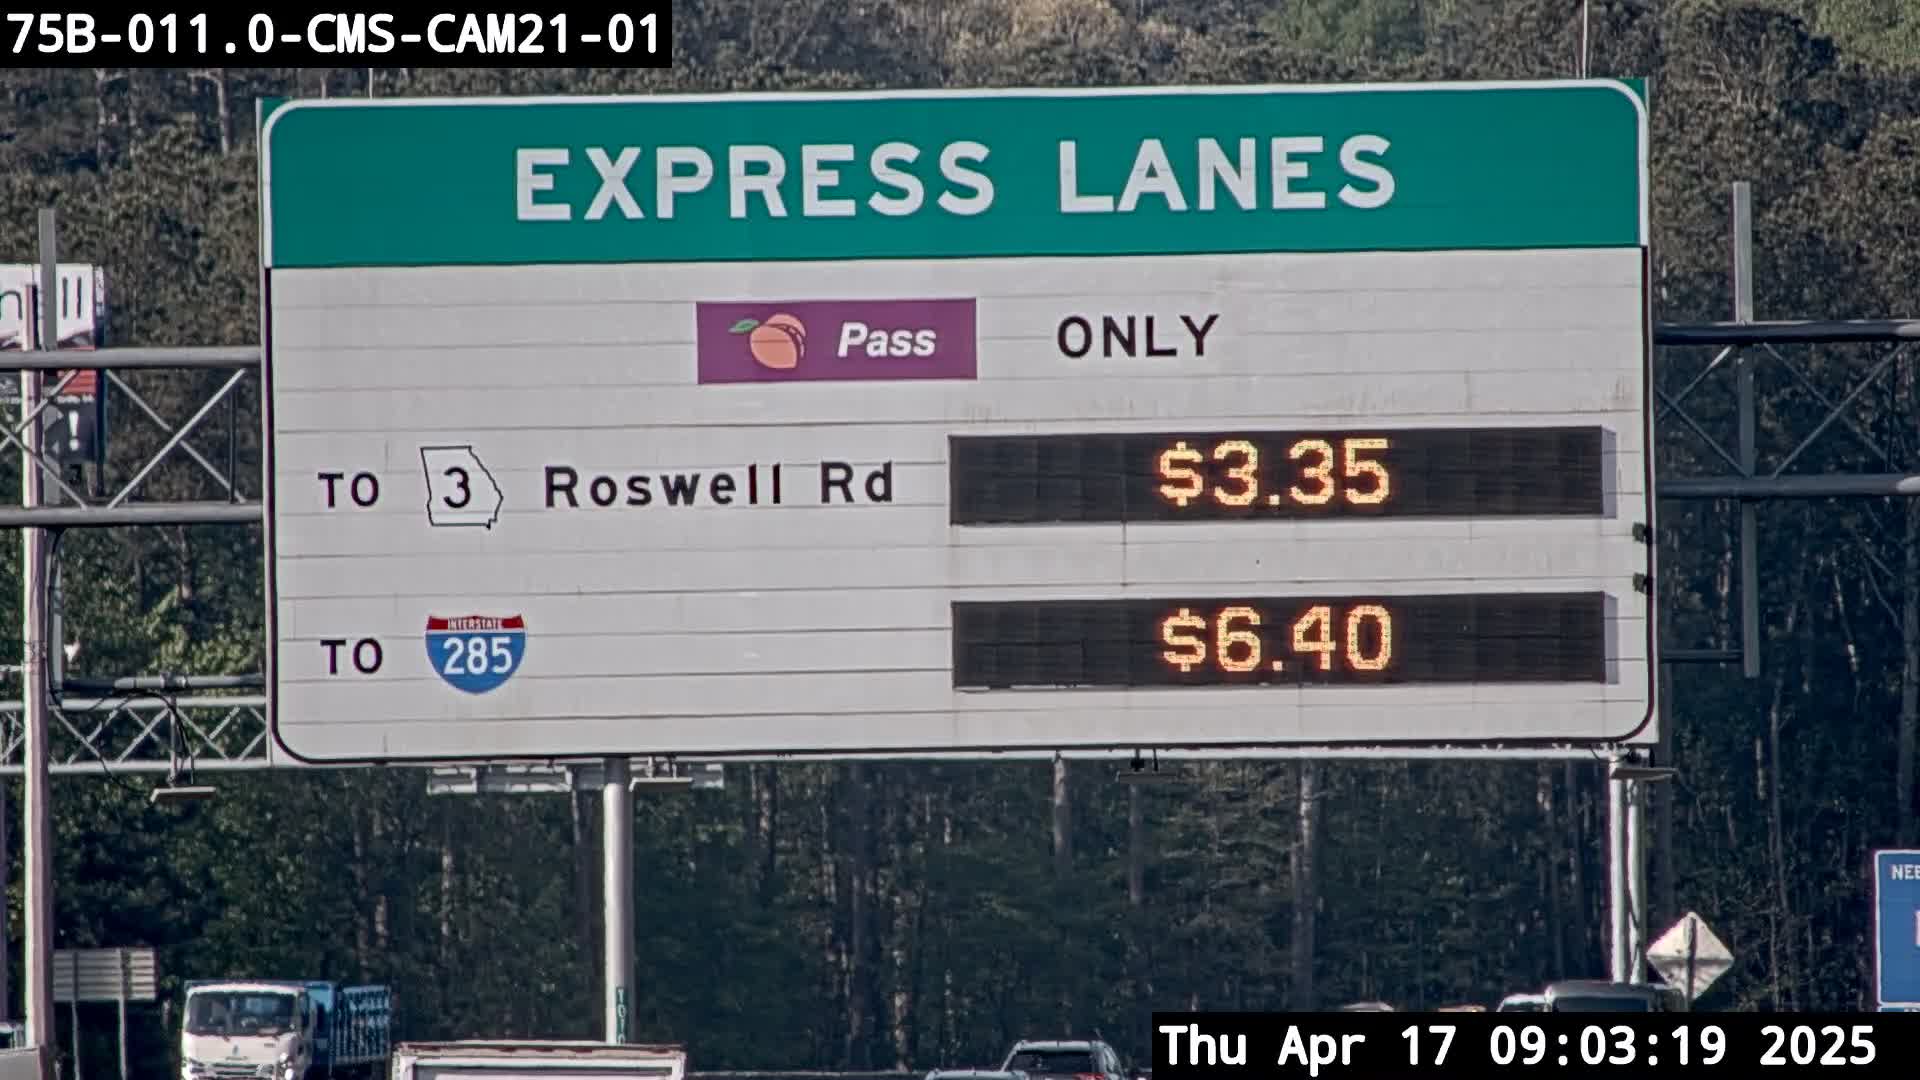 75B-011.0-CMS-CAM21-01
EXPRESS LANES
Pass ONLY
TO 3 Roswell Rd $3.35
TO INTERSTATE 285 $6.40
!
NEE
Thu Apr 17 09:03:19 2025